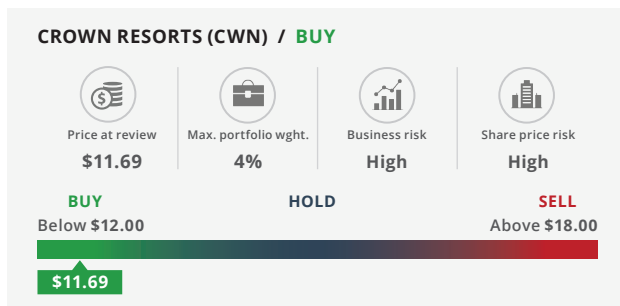 CROWN RESORTS (CWN) / BUY
$
Price at review
$11.69
Max. portfolio wght.
4%
Business risk
High
Share price risk
High
BUY HOLD SELL
Below $12.00 Above $18.00
$11.69